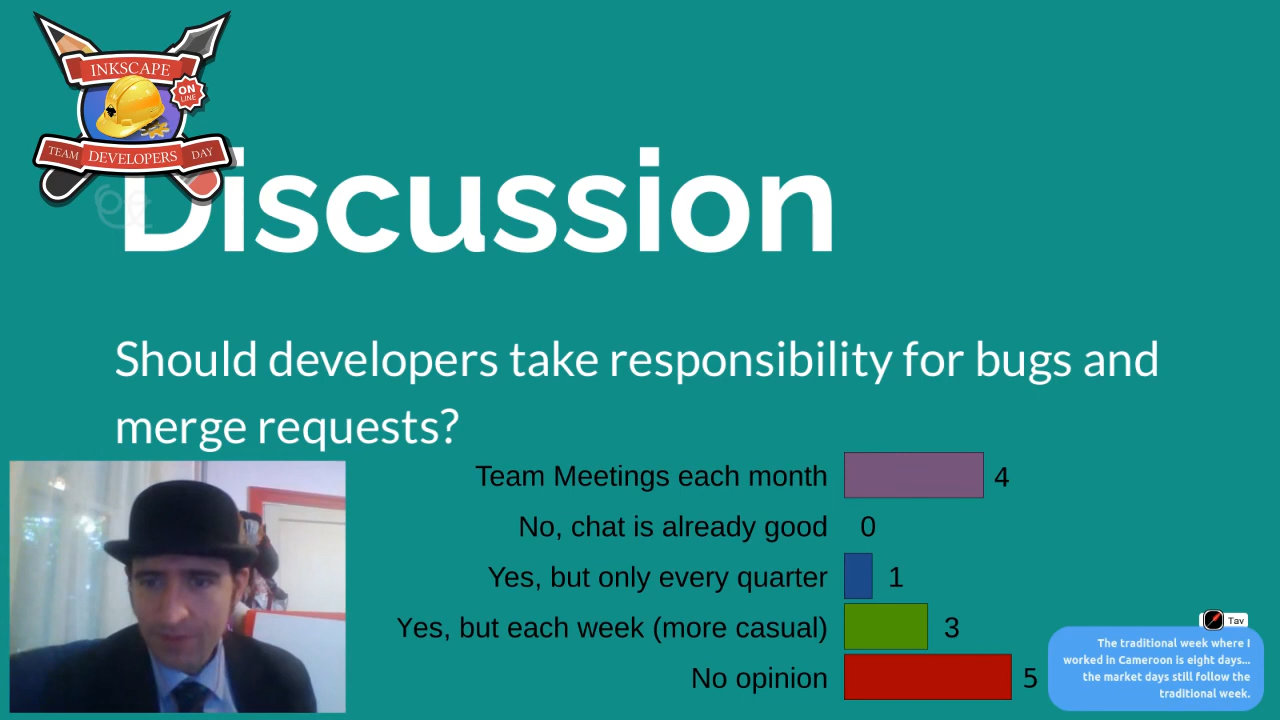 INKSCAPE
ON
LINE
TEAM DEVELOPERS DAY
Discussion
Should developers take responsibility for bugs and
merge requests?
Team Meetings each month 4
No, chat is already good 0
Yes, but only every quarter 1
Yes, but each week (more casual) 3
No opinion 5
Tav
The traditional week where I
worked in Cameroon is eight days...
the market days still follow the
traditional week.